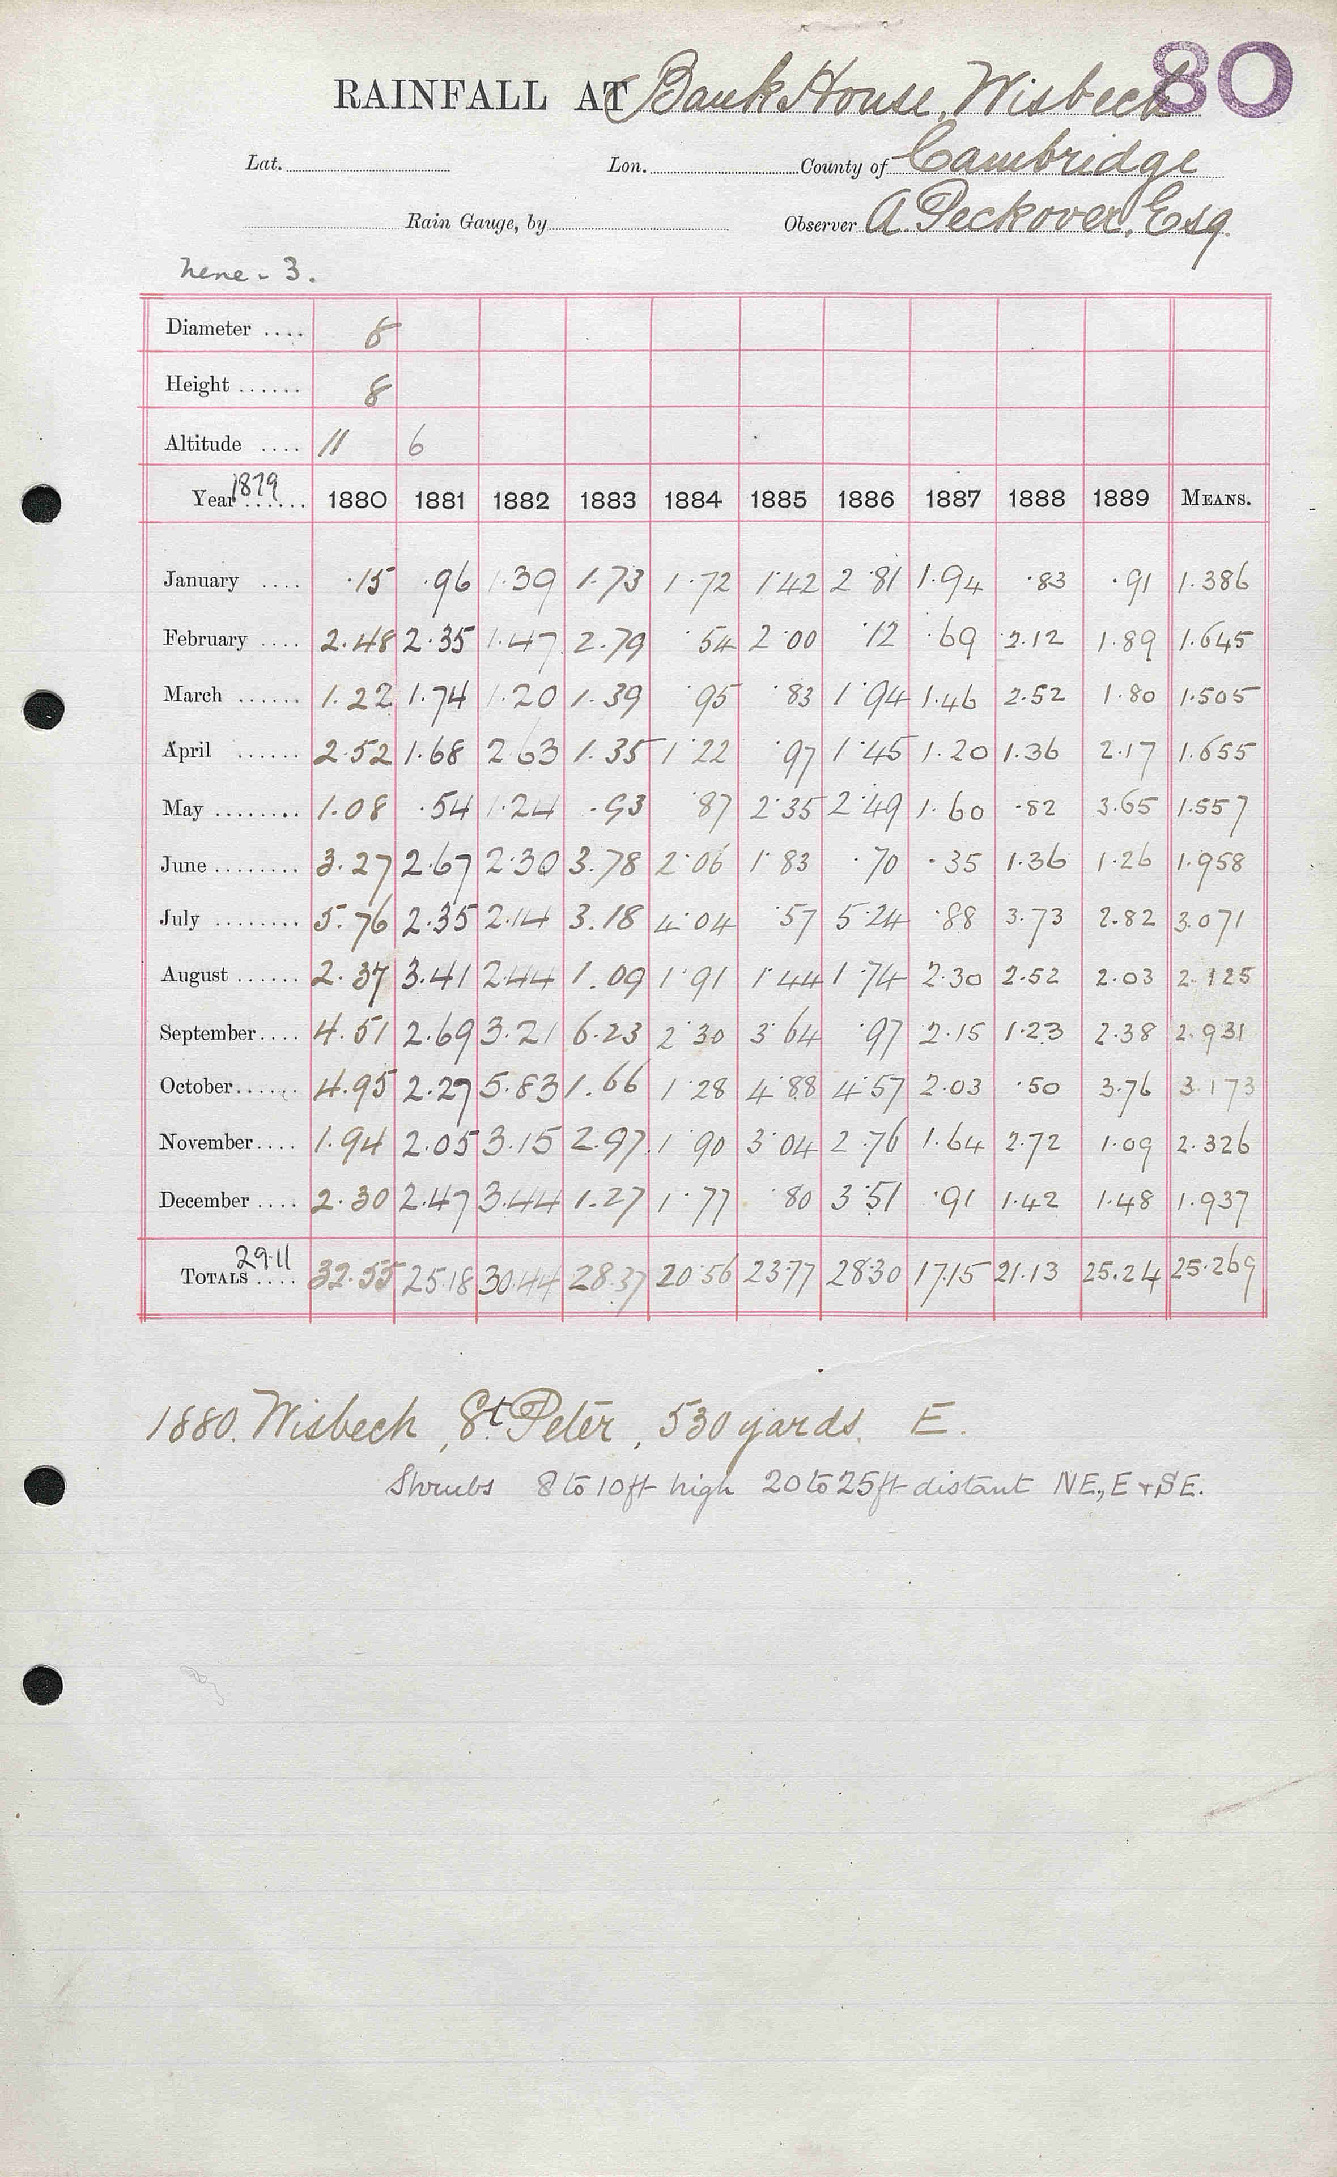 80
RAINFALL AT Bank House, Wisbech
Lat. Lon. County of Cambridge
Rain Gauge, by Observer A. Peckover, Esq.
Nene - 3.
Diameter .... 8
Height ...... 8
Altitude .... 11 6
Year 1879 ...... 1880 1881 1882 1883 1884 1885 1886 1887 1888 1889 MEANS.
January .... .15 .96 1.39 1.73 1.72 1.42 2.81 1.94 .83 .91 1.386
February .... 2.48 2.35 1.47 2.79 .54 2.00 .12 .69 2.12 1.89 1.645
March ...... 1.22 1.74 1.20 1.39 .95 .83 1.94 1.46 2.52 1.80 1.505
April ...... 2.52 1.68 2.63 1.35 1.22 .97 1.45 1.20 1.36 2.17 1.655
May ........ 1.08 .54 1.24 .93 .87 2.35 2.49 1.60 .82 3.65 1.557
June ........ 3.27 2.67 2.30 3.78 2.06 1.83 .70 .35 1.36 1.26 1.958
July ........ 5.76 2.35 2.14 3.18 4.04 .57 5.24 .88 3.73 2.82 3.071
August ...... 2.37 3.41 2.44 1.09 1.91 1.44 1.74 2.30 2.52 2.03 2.125
September .... 4.51 2.69 3.21 6.23 2.30 3.64 .97 2.15 1.23 2.38 2.931
October ...... 4.95 2.27 5.83 1.66 1.28 4.88 4.57 2.03 .50 3.76 3.173
November .... 1.94 2.05 3.15 2.97 1.90 3.04 2.76 1.64 2.72 1.09 2.326
December .... 2.30 2.47 3.44 1.27 1.77 .80 3.51 .91 1.42 1.48 1.937
TOTALS 29.11 .... 32.55 25.18 30.44 28.37 20.56 23.77 28.30 17.15 21.13 25.24 25.269
1880. Wisbech, St. Peter, 530 yards. E.
Shrubs 8 to 10ft high 20 to 25ft distant NE, E + SE.